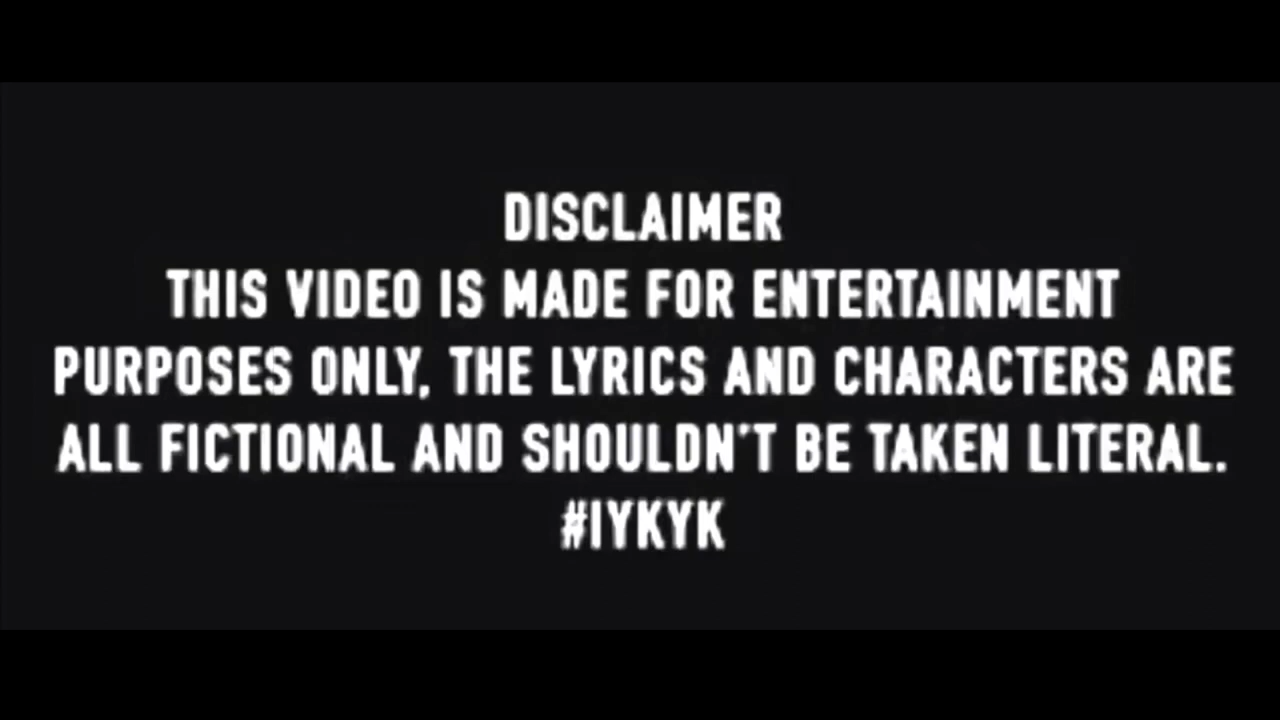 DISCLAIMER
THIS VIDEO IS MADE FOR ENTERTAINMENT
PURPOSES ONLY, THE LYRICS AND CHARACTERS ARE
ALL FICTIONAL AND SHOULDN'T BE TAKEN LITERAL.
#IYKYK